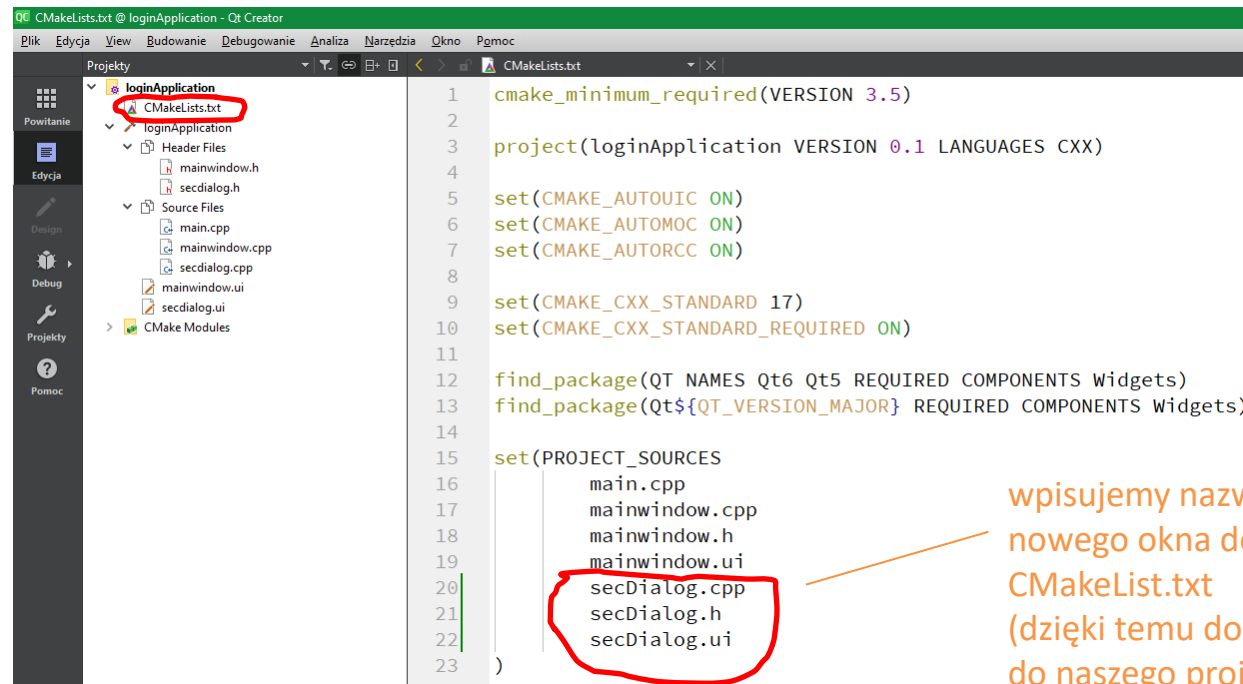 CMakeLists.txt @ loginApplication - Qt Creator
Plik Edycja View Budowanie Debugowanie Analiza Narzędzia Okno Pomoc
Projekty
CMakeLists.txt
Powitanie
Edycja
Design
Debug
Projekty
Pomoc
loginApplication
CMakeLists.txt
loginApplication
Header Files
mainwindow.h
secdialog.h
Source Files
main.cpp
mainwindow.cpp
secdialog.cpp
mainwindow.ui
secdialog.ui
CMake Modules
1 cmake_minimum_required(VERSION 3.5)
2
3 project(loginApplication VERSION 0.1 LANGUAGES CXX)
4
5 set(CMAKE_AUTOUIC ON)
6 set(CMAKE_AUTOMOC ON)
7 set(CMAKE_AUTORCC ON)
8
9 set(CMAKE_CXX_STANDARD 17)
10 set(CMAKE_CXX_STANDARD_REQUIRED ON)
11
12 find_package(QT NAMES Qt6 Qt5 REQUIRED COMPONENTS Widgets)
13 find_package(Qt${QT_VERSION_MAJOR} REQUIRED COMPONENTS Widgets)
14
15 set(PROJECT_SOURCES
16 main.cpp
17 mainwindow.cpp
18 mainwindow.h
19 mainwindow.ui
20 secDialog.cpp
21 secDialog.h
22 secDialog.ui
23 )
wpisujemy
nowego okna
CMakeList.txt
(dzięki temu
do naszego